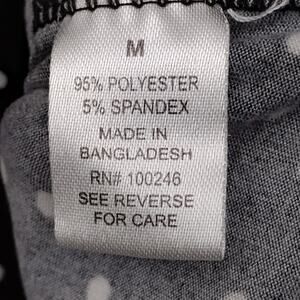 M
95% POLYESTER
5% SPANDEX
MADE IN
BANGLADESH
RN# 100246
SEE REVERSE
FOR CARE